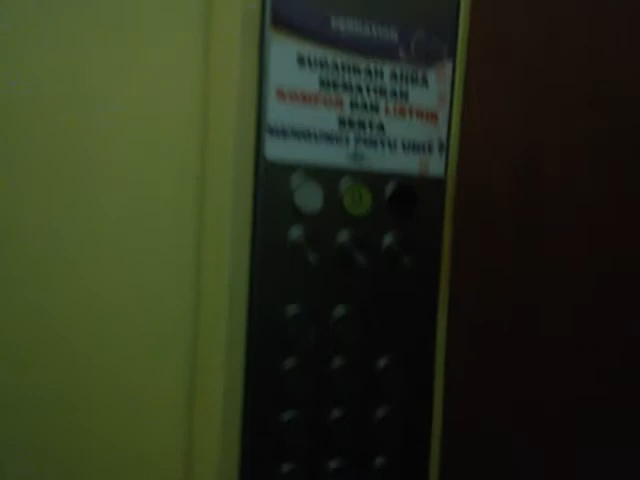 SUDAHKAH ANDA
MEMATIKAN
KOMPOR DAN LISTRIK
SERTA
MENGUNCI PINTU UNIT ?